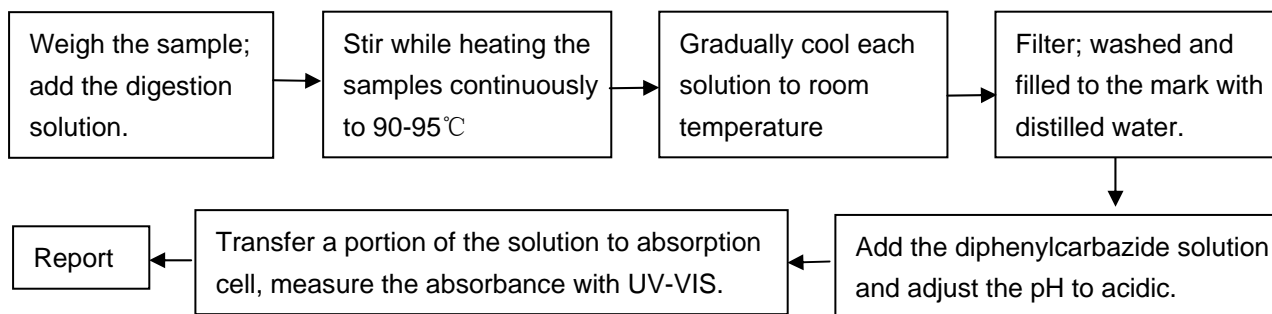 Weigh the sample;
add the digestion
solution.
Stir while heating the
samples continuously
to 90-95℃
Gradually cool each
solution to room
temperature
Filter; washed and
filled to the mark with
distilled water.
Add the diphenylcarbazide solution
and adjust the pH to acidic.
Transfer a portion of the solution to absorption
cell, measure the absorbance with UV-VIS.
Report